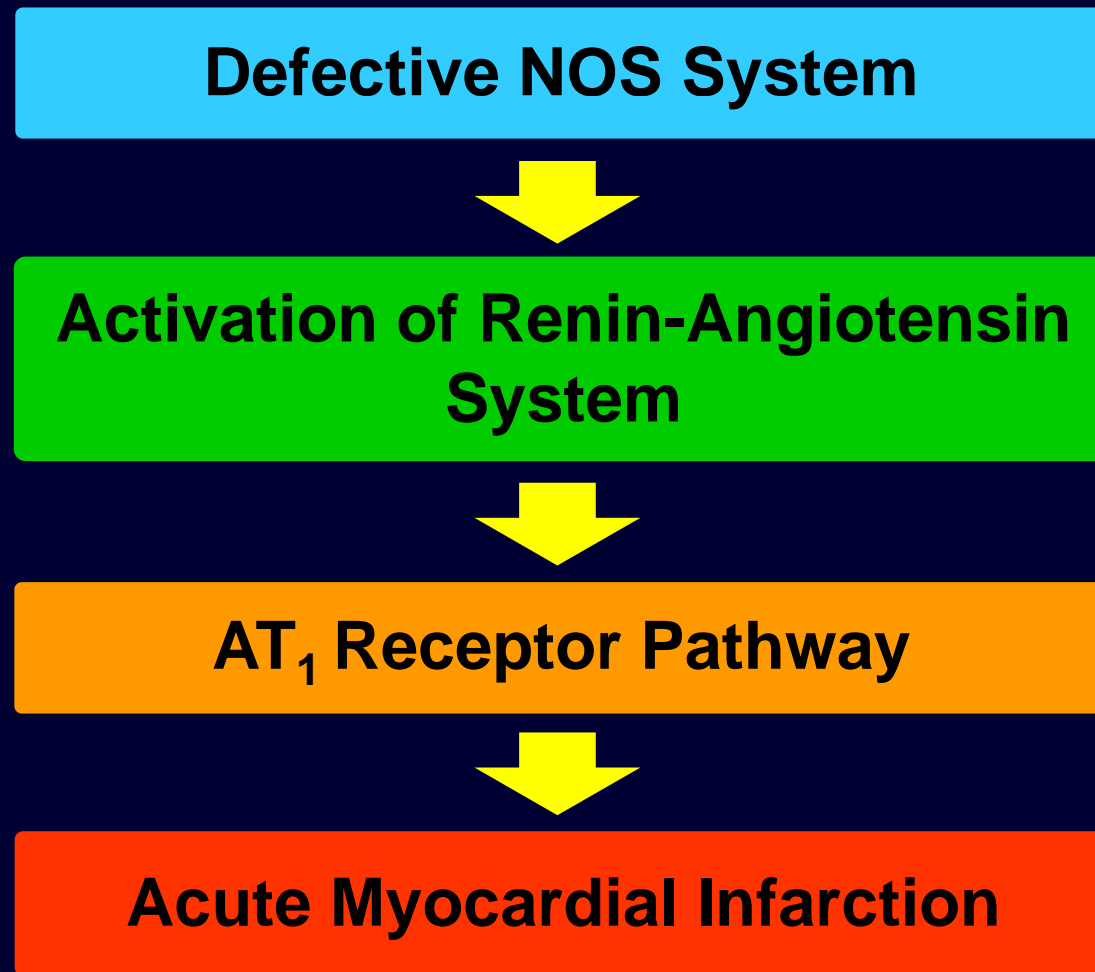 Defective NOS System
Activation of Renin-Angiotensin
System
AT₁ Receptor Pathway
Acute Myocardial Infarction